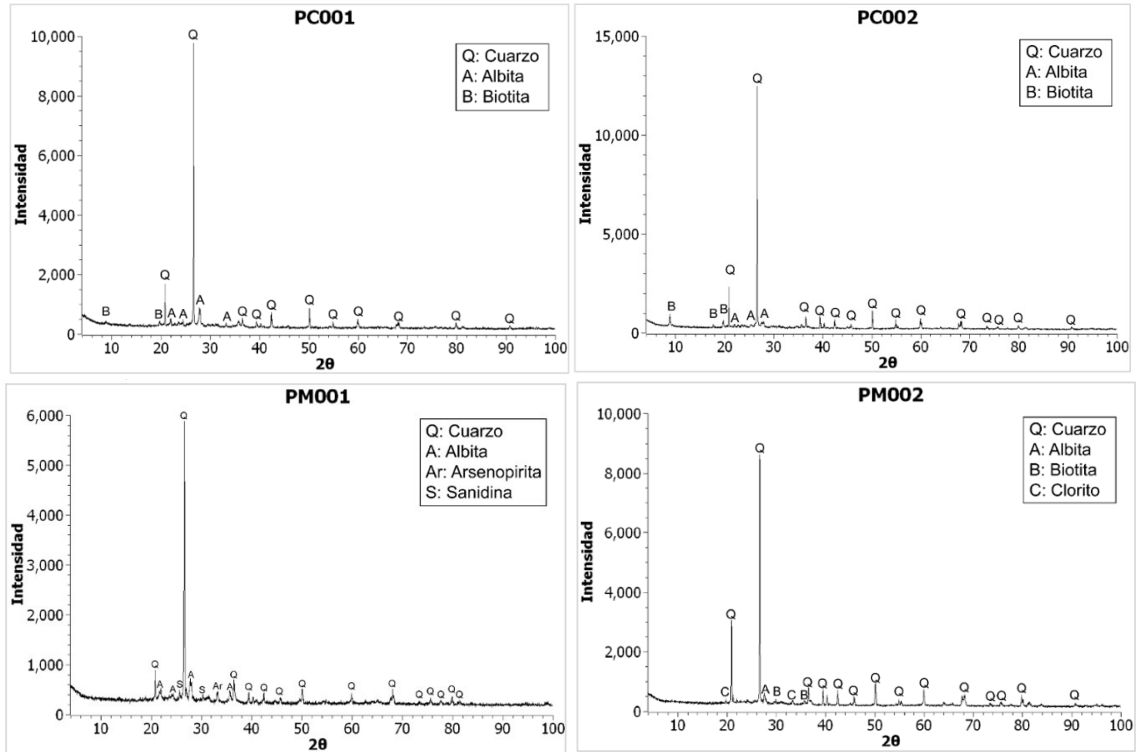 PC001
10,000
8,000
6,000
4,000
2,000
0
Intensidad
Q: Cuarzo
A: Albita
B: Biotita
Q
Q
B
B
A
A
A
A
Q
Q
Q
Q
Q
Q
Q
Q
Q
10 20 30 40 50 60 70 80 90 100
2θ
PC002
15,000
10,000
5,000
0
Intensidad
Q: Cuarzo
A: Albita
B: Biotita
Q
Q
B
B
B
A
A
A
Q
Q
Q
Q
Q
Q
Q
Q
Q
Q
Q
Q
10 20 30 40 50 60 70 80 90 100
2θ
PM001
6,000
5,000
4,000
3,000
2,000
1,000
0
Intensidad
Q: Cuarzo
A: Albita
Ar: Arsenopirita
S: Sanidina
Q
Q
A
A
S
A
S
Ar
A
Q
Q
Q
Q
Q
Q
Q
Q
Q
Q
Q
Q
10 20 30 40 50 60 70 80 90 100
2θ
PM002
10,000
8,000
6,000
4,000
2,000
0
Intensidad
Q: Cuarzo
A: Albita
B: Biotita
C: Clorito
Q
Q
C
A
B
C
B
Q
Q
Q
Q
Q
Q
Q
Q
Q
Q
Q
Q
10 20 30 40 50 60 70 80 90 100
2θ